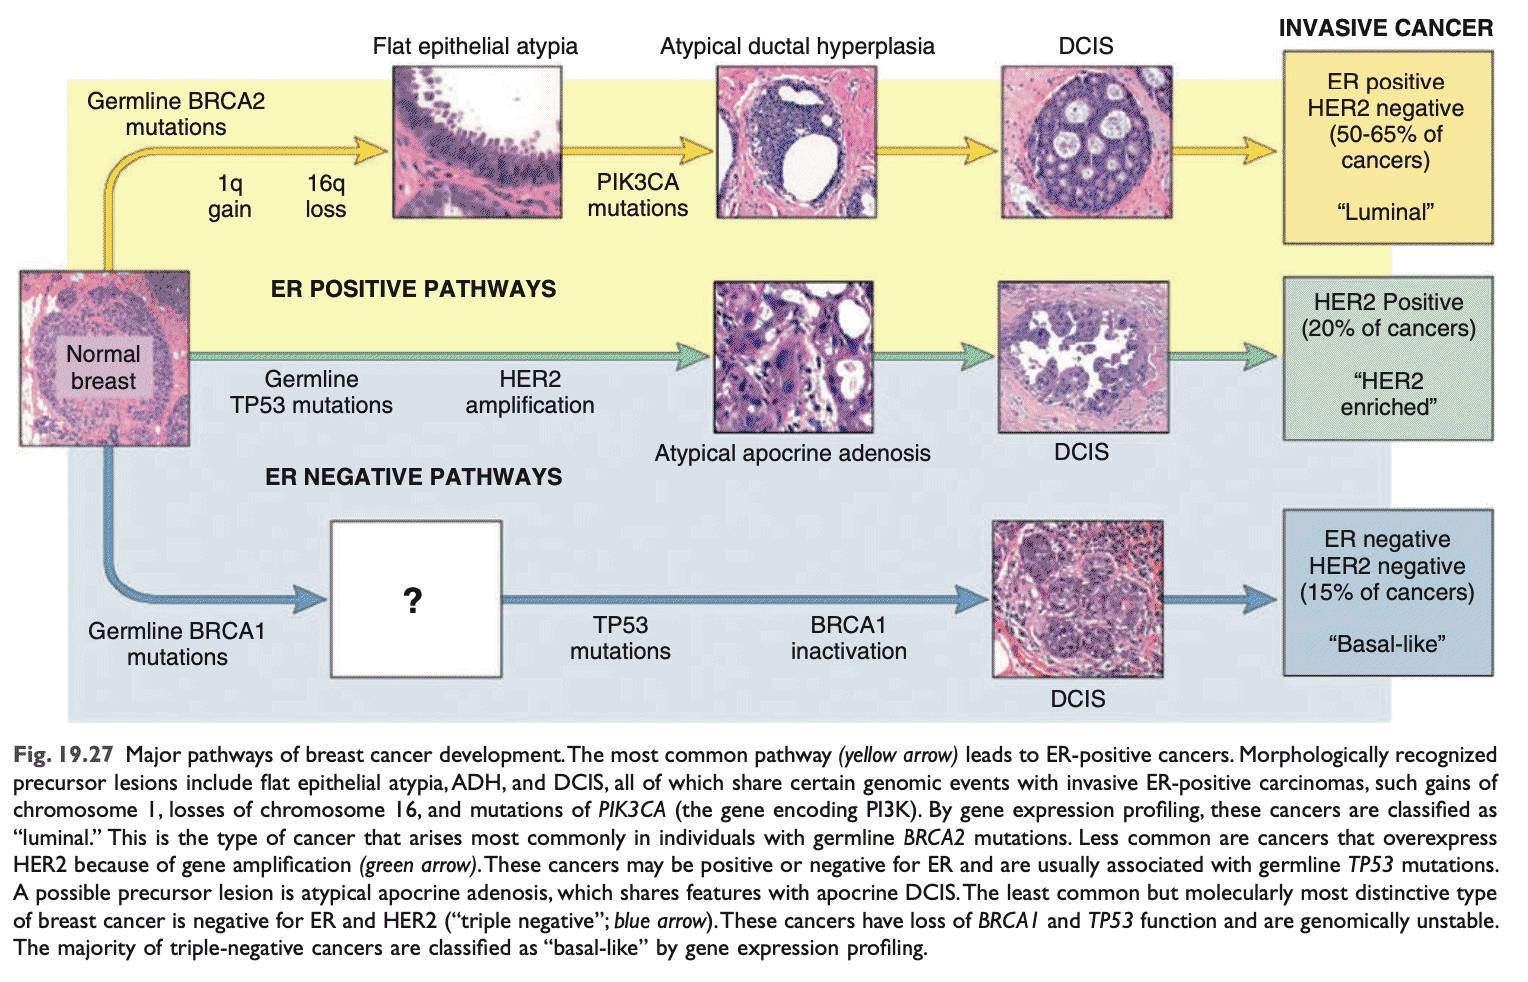 INVASIVE CANCER
Flat epithelial atypia
Atypical ductal hyperplasia
DCIS
Germline BRCA2
mutations
1q
gain
16q
loss
PIK3CA
mutations
ER positive
HER2 negative
(50-65% of
cancers)
“Luminal”
ER POSITIVE PATHWAYS
Normal
breast
Germline
TP53 mutations
HER2
amplification
Atypical apocrine adenosis
DCIS
HER2 Positive
(20% of cancers)
“HER2
enriched”
ER NEGATIVE PATHWAYS
Germline BRCA1
mutations
?
TP53
mutations
BRCA1
inactivation
DCIS
ER negative
HER2 negative
(15% of cancers)
“Basal-like”
Fig. 19.27 Major pathways of breast cancer development. The most common pathway (yellow arrow) leads to ER-positive cancers. Morphologically recognized
precursor lesions include flat epithelial atypia, ADH, and DCIS, all of which share certain genomic events with invasive ER-positive carcinomas, such gains of
chromosome 1, losses of chromosome 16, and mutations of PIK3CA (the gene encoding PI3K). By gene expression profiling, these cancers are classified as
“luminal.” This is the type of cancer that arises most commonly in individuals with germline BRCA2 mutations. Less common are cancers that overexpress
HER2 because of gene amplification (green arrow). These cancers may be positive or negative for ER and are usually associated with germline TP53 mutations.
A possible precursor lesion is atypical apocrine adenosis, which shares features with apocrine DCIS. The least common but molecularly most distinctive type
of breast cancer is negative for ER and HER2 (“triple negative”; blue arrow). These cancers have loss of BRCA1 and TP53 function and are genomically unstable.
The majority of triple-negative cancers are classified as “basal-like” by gene expression profiling.